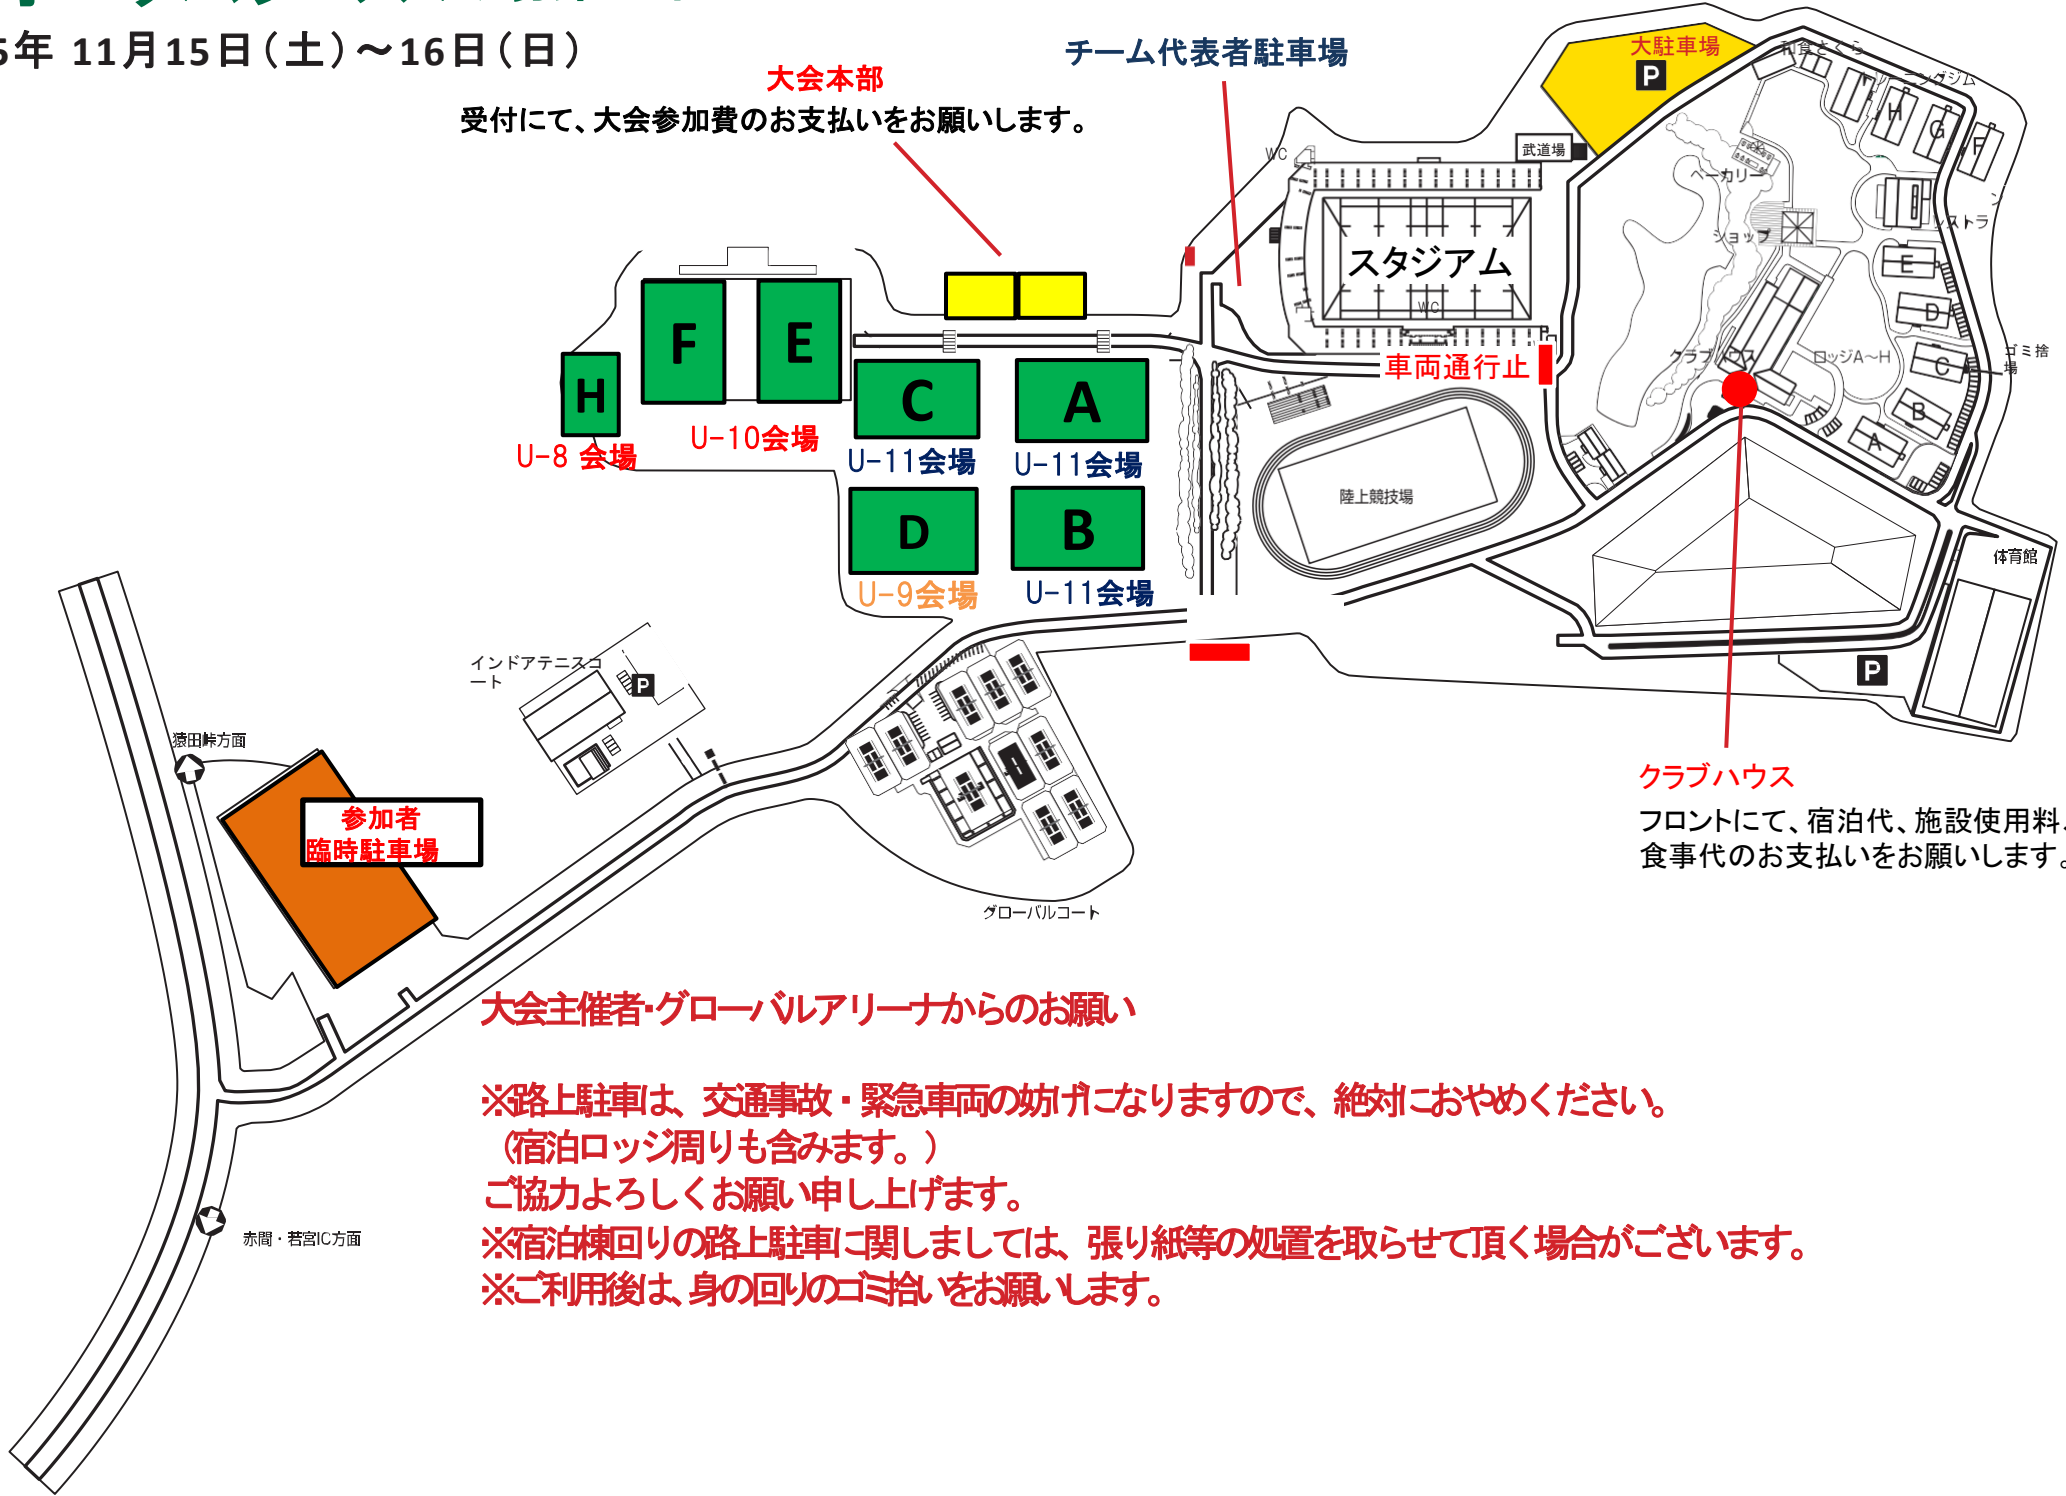 5年 11月15日（土）～16日（日）
チーム代表者駐車場
大会本部
受付にて、大会参加費のお支払いをお願いします。
大駐車場
P
和食さくら
トレーニングジム
H
G
F
武道場
WC
ベーカリー
ショップ
レストラン
スタジアム
WC
E
D
C
B
A
ゴミ捨場
クラブハウス
ロッジA～H
車両通行止
F
E
H
C
A
U-8 会場
U-10会場
U-11会場
U-11会場
陸上競技場
D
B
U-9会場
U-11会場
体育館
P
インドアテニスコート
P
猿田峠方面
参加者
臨時駐車場
クラブハウス
フロントにて、宿泊代、施設使用料、
食事代のお支払いをお願いします。
グローバルコート
大会主催者・グローバルアリーナからのお願い
※路上駐車は、交通事故・緊急車両の妨げになりますので、絶対におやめください。
（宿泊ロッジ周りも含みます。）
ご協力よろしくお願い申し上げます。
※宿泊棟回りの路上駐車に関しましては、張り紙等の処置を取らせて頂く場合がございます。
※ご利用後は、身の回りのゴミ拾いをお願いします。
赤間・若宮IC方面